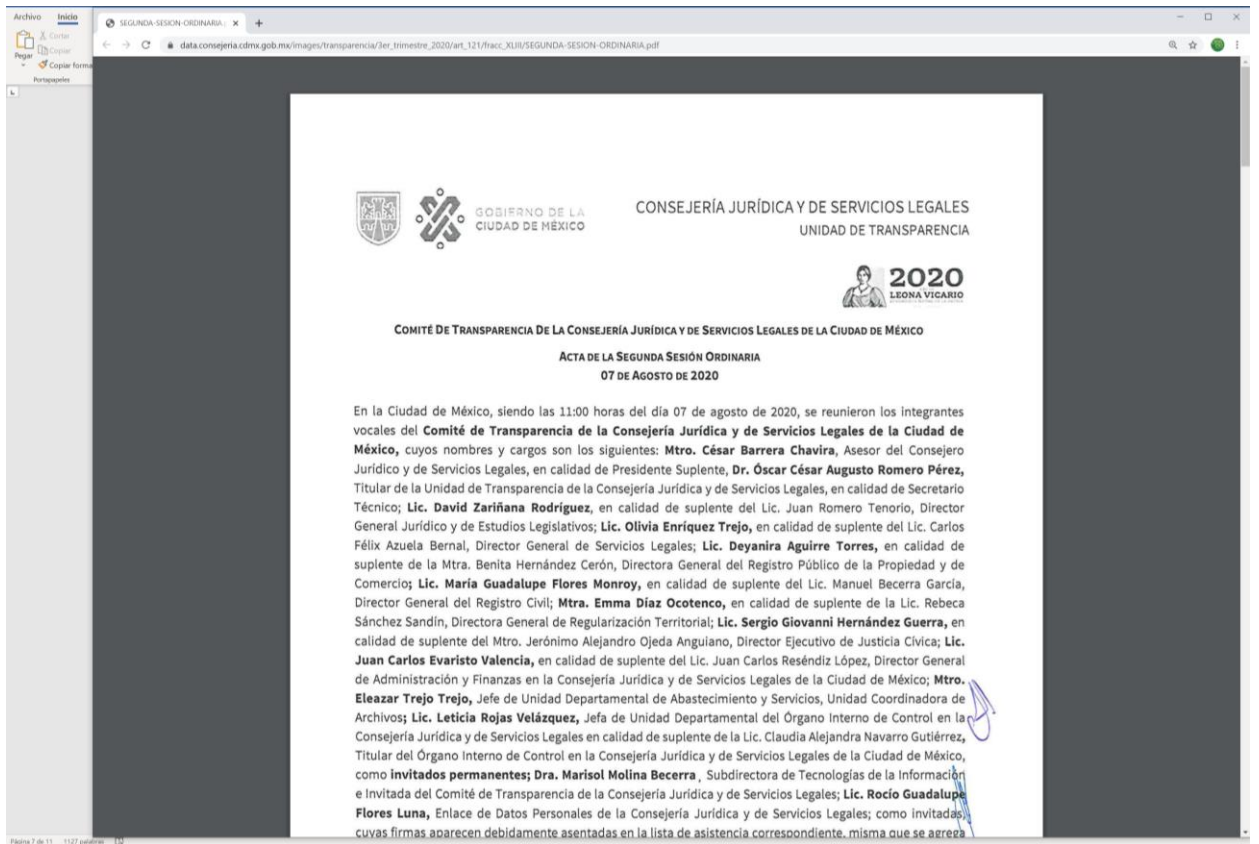 Archivo Inicio
SEGUNDA-SESION-ORDINARIA
Cortar
Copiar
Pegar
Copiar forma
Portapapeles
data.consejeria.cdmx.gob.mx/images/transparencia/3er_trimestre_2020/art_121/fracc_XLIII/SEGUNDA-SESION-ORDINARIA.pdf
GOBIERNO DE LA
CIUDAD DE MÉXICO
CONSEJERÍA JURÍDICA Y DE SERVICIOS LEGALES
UNIDAD DE TRANSPARENCIA
2020
LEONA VICARIO
COMITÉ DE TRANSPARENCIA DE LA CONSEJERÍA JURÍDICA Y DE SERVICIOS LEGALES DE LA CIUDAD DE MÉXICO
ACTA DE LA SEGUNDA SESIÓN ORDINARIA
07 DE AGOSTO DE 2020
En la Ciudad de México, siendo las 11:00 horas del día 07 de agosto de 2020, se reunieron los integrantes
vocales del Comité de Transparencia de la Consejería Jurídica y de Servicios Legales de la Ciudad de
México, cuyos nombres y cargos son los siguientes: Mtro. César Barrera Chavira, Asesor del Consejero
Jurídico y de Servicios Legales, en calidad de Presidente Suplente, Dr. Óscar César Augusto Romero Pérez,
Titular de la Unidad de Transparencia de la Consejería Jurídica y de Servicios Legales, en calidad de Secretario
Técnico; Lic. David Zariñana Rodríguez, en calidad de suplente del Lic. Juan Romero Tenorio, Director
General Jurídico y de Estudios Legislativos; Lic. Olivia Enríquez Trejo, en calidad de suplente del Lic. Carlos
Félix Azuela Bernal, Director General de Servicios Legales; Lic. Deyanira Aguirre Torres, en calidad de
suplente de la Mtra. Benita Hernández Cerón, Directora General del Registro Público de la Propiedad y de
Comercio; Lic. María Guadalupe Flores Monroy, en calidad de suplente del Lic. Manuel Becerra García,
Director General del Registro Civil; Mtra. Emma Díaz Ocotenco, en calidad de suplente de la Lic. Rebeca
Sánchez Sandín, Directora General de Regularización Territorial; Lic. Sergio Giovanni Hernández Guerra, en
calidad de suplente del Mtro. Jerónimo Alejandro Ojeda Anguiano, Director Ejecutivo de Justicia Cívica; Lic.
Juan Carlos Evaristo Valencia, en calidad de suplente del Lic. Juan Carlos Reséndiz López, Director General
de Administración y Finanzas en la Consejería Jurídica y de Servicios Legales de la Ciudad de México; Mtro.
Eleazar Trejo Trejo, Jefe de Unidad Departamental de Abastecimiento y Servicios, Unidad Coordinadora de
Archivos; Lic. Leticia Rojas Velázquez, Jefa de Unidad Departamental del Órgano Interno de Control en la
Consejería Jurídica y de Servicios Legales en calidad de suplente de la Lic. Claudia Alejandra Navarro Gutiérrez,
Titular del Órgano Interno de Control en la Consejería Jurídica y de Servicios Legales de la Ciudad de México,
como invitados permanentes; Dra. Marisol Molina Becerra, Subdirectora de Tecnologías de la Información
e Invitada del Comité de Transparencia de la Consejería Jurídica y de Servicios Legales; Lic. Rocío Guadalupe
Flores Luna, Enlace de Datos Personales de la Consejería Jurídica y de Servicios Legales; como invitadas,
cuyas firmas aparecen debidamente asentadas en la lista de asistencia correspondiente, misma que se agrega
Página 7 de 11 1127 palabras